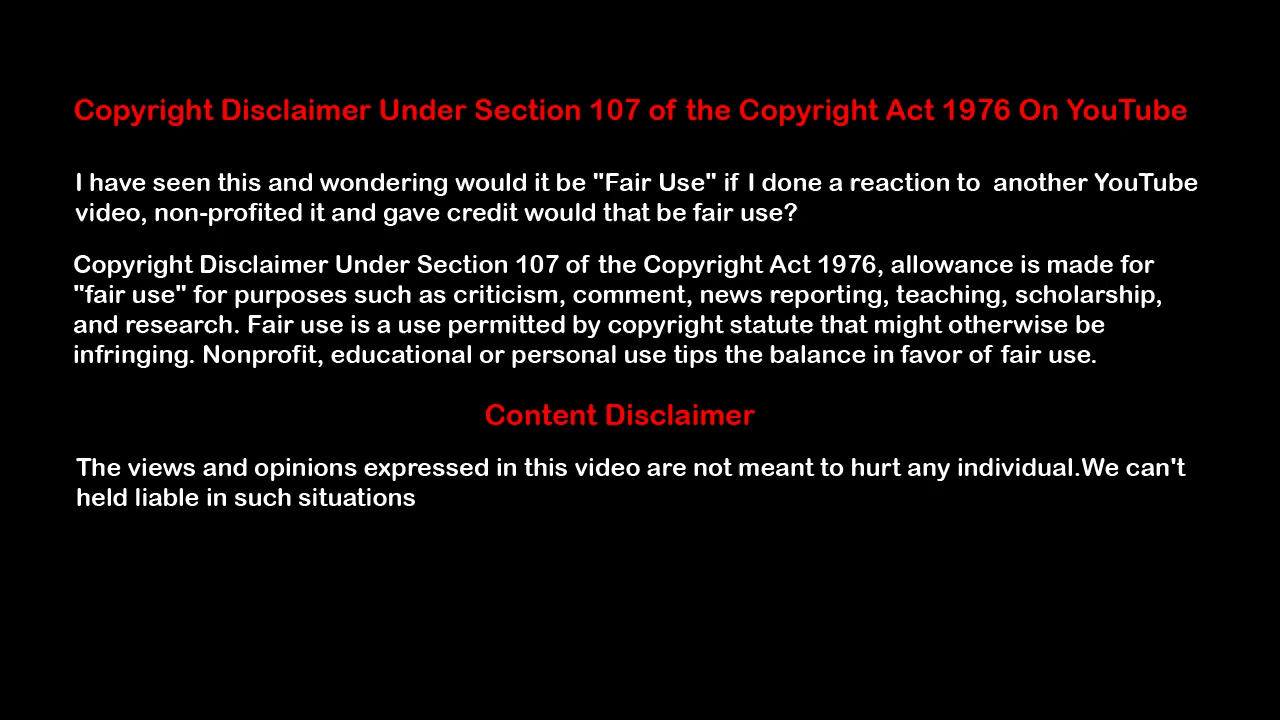 Copyright Disclaimer Under Section 107 of the Copyright Act 1976 On YouTube
I have seen this and wondering would it be "Fair Use" if I done a reaction to another YouTube
video, non-profited it and gave credit would that be fair use?
Copyright Disclaimer Under Section 107 of the Copyright Act 1976, allowance is made for
"fair use" for purposes such as criticism, comment, news reporting, teaching, scholarship,
and research. Fair use is a use permitted by copyright statute that might otherwise be
infringing. Nonprofit, educational or personal use tips the balance in favor of fair use.
Content Disclaimer
The views and opinions expressed in this video are not meant to hurt any individual.We can't
held liable in such situations